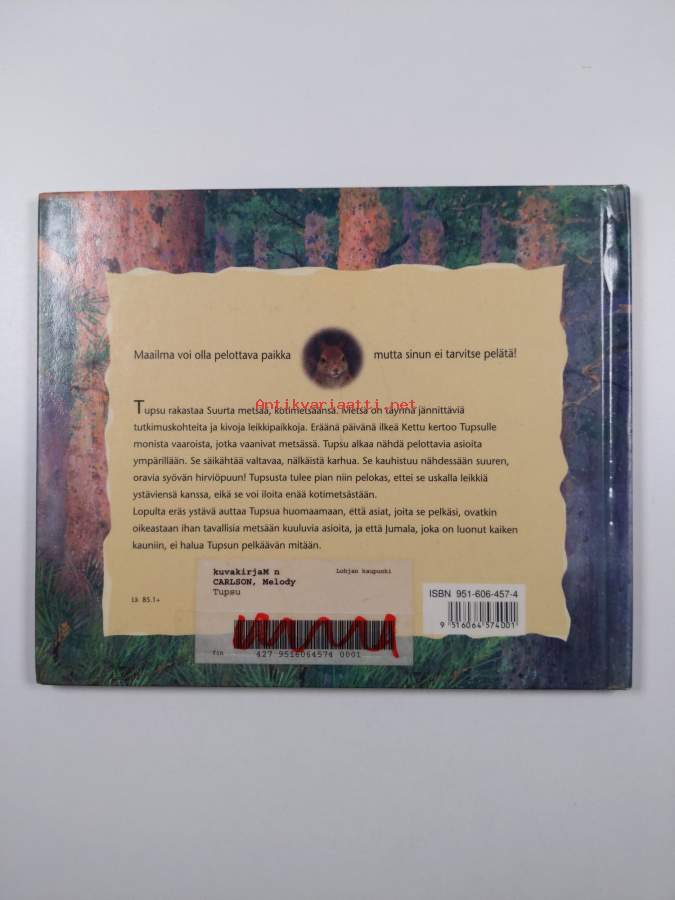 Maailma voi olla pelottava paikka mutta sinun ei tarvitse pelätä!
Antikvariaatti.net
Tupsu rakastaa Suurta metsää, kotimetsäänsä. Metsä on täynnä jännittäviä
tutkimuskohteita ja kivoja leikkipaikkoja. Eräänä päivänä ilkeä Kettu kertoo Tupsulle
monista vaaroista, jotka vaanivat metsässä. Tupsu alkaa nähdä pelottavia asioita
ympärillään. Se säikähtää valtavaa, nälkäistä karhua. Se kauhistuu nähdessään suuren,
oravia syövän hirviöpuun! Tupsusta tulee pian niin pelokas, ettei se uskalla leikkiä
ystäviensä kanssa, eikä se voi iloita enää kotimetsästään.
Lopulta eräs ystävä auttaa Tupsua huomaamaan, että asiat, joita se pelkäsi, ovatkin
oikeastaan ihan tavallisia metsään kuuluvia asioita, ja että Jumala, joka on luonut kaiken
kauniin, ei halua Tupsun pelkäävän mitään.
kuvakirjaM n Lohjan kaupunki
CARLSON, Melody
Tupsu
fin 427 9516064574 0001
Lk 85.1+
ISBN 951-606-457-4
9 516064 574001